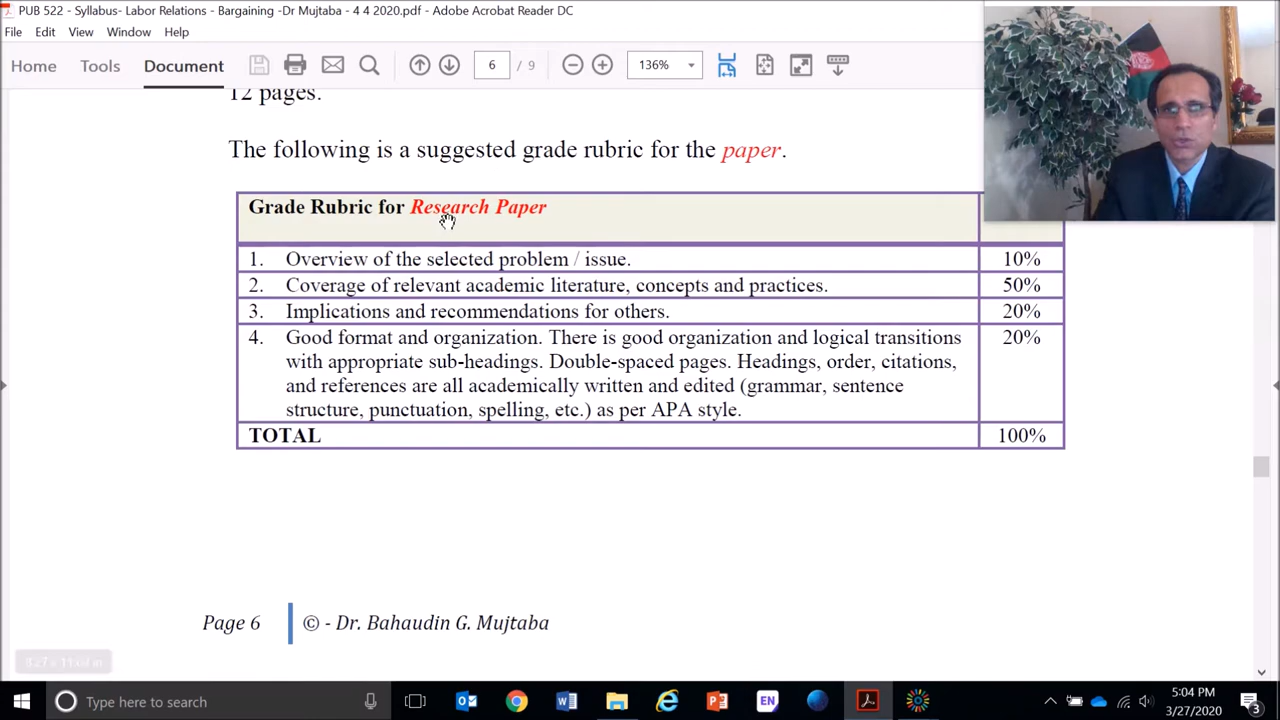 PUB 522 - Syllabus- Labor Relations - Bargaining -Dr Mujtaba - 4 4 2020.pdf - Adobe Acrobat Reader DC
File Edit View Window Help
Home Tools Document 6 / 9 136%
12 pages.
The following is a suggested grade rubric for the paper.
Grade Rubric for Research Paper
1. Overview of the selected problem / issue. 10%
2. Coverage of relevant academic literature, concepts and practices. 50%
3. Implications and recommendations for others. 20%
4. Good format and organization. There is good organization and logical transitions 20%
with appropriate sub-headings. Double-spaced pages. Headings, order, citations,
and references are all academically written and edited (grammar, sentence
structure, punctuation, spelling, etc.) as per APA style.
TOTAL 100%
Page 6 © - Dr. Bahaudin G. Mujtaba
Type here to search
EN
5:04 PM
3/27/2020
3